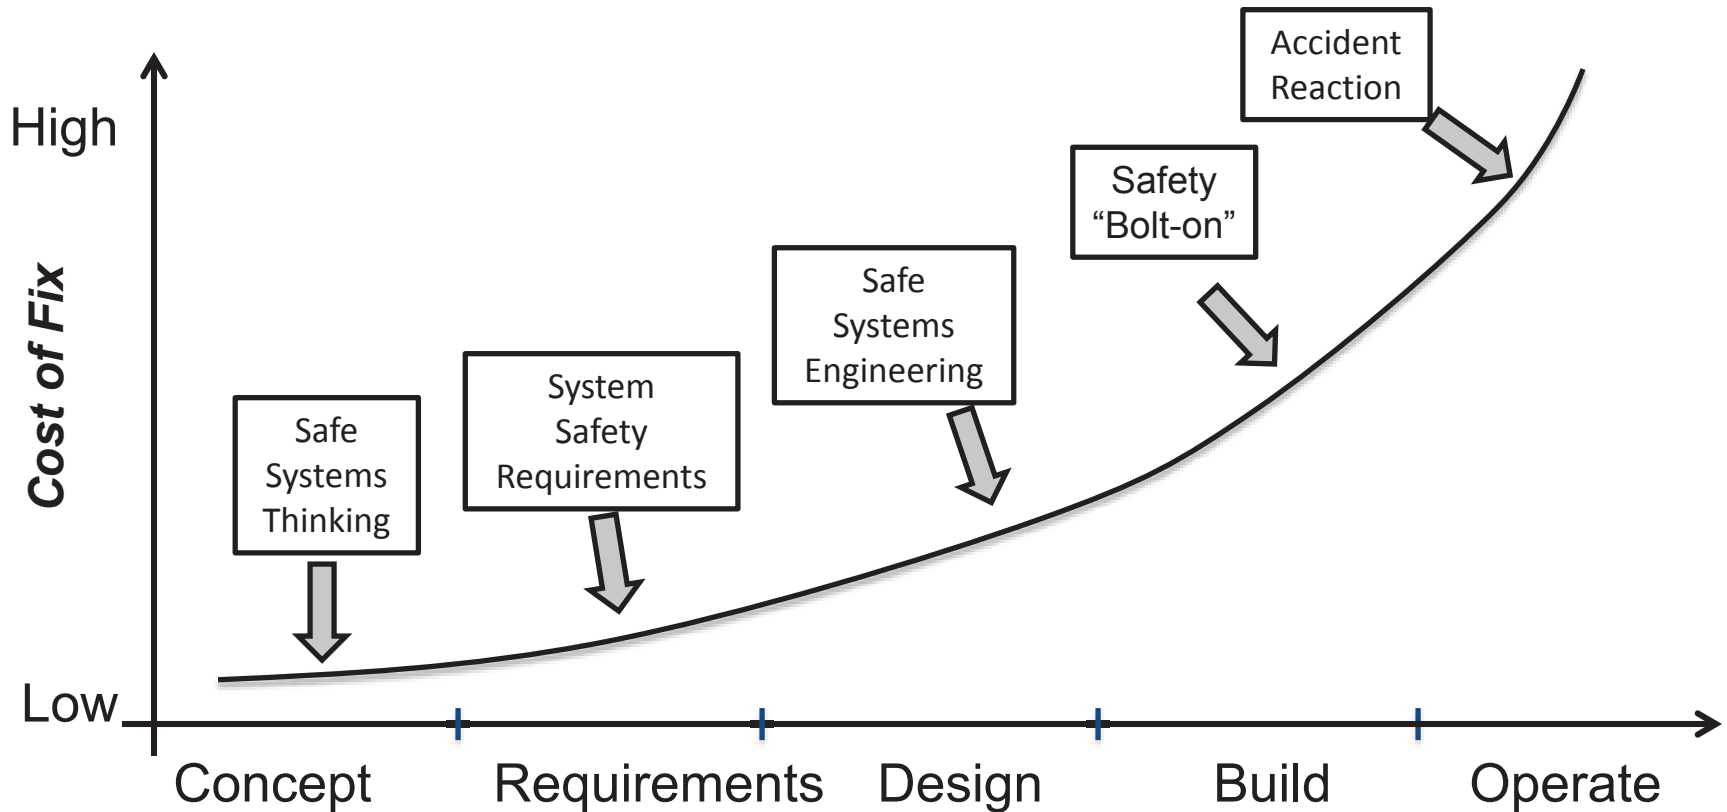 Accident
Reaction
High
Safety
“Bolt-on”
Safe
Systems
Engineering
System
Safety
Requirements
Safe
Systems
Thinking
Cost of Fix
Low
Concept
Requirements
Design
Build
Operate